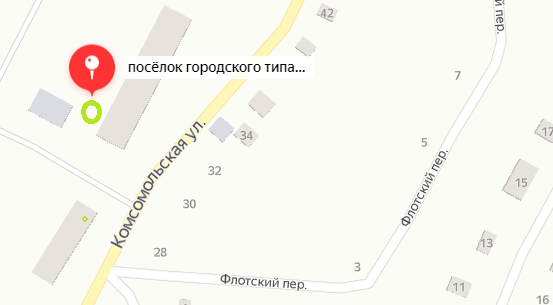 42
посёлок городского типа...
7
Комсомольская ул.
34
5
17
32
15
Флотский пер.
30
13
28
3
Флотский пер.
11
16
пер.